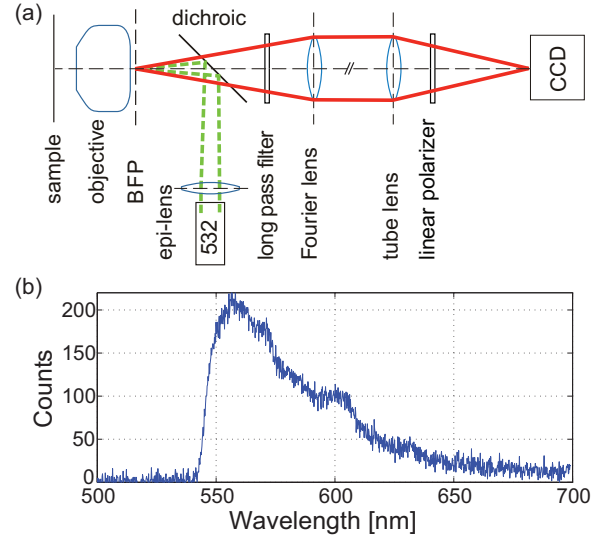 (a)
dichroic
CCD
sample
objective
BFP
epi-lens
532
long pass filter
Fourier lens
tube lens
linear polarizer
(b)
200
150
100
50
0
500
550
600
650
700
Counts
Wavelength [nm]